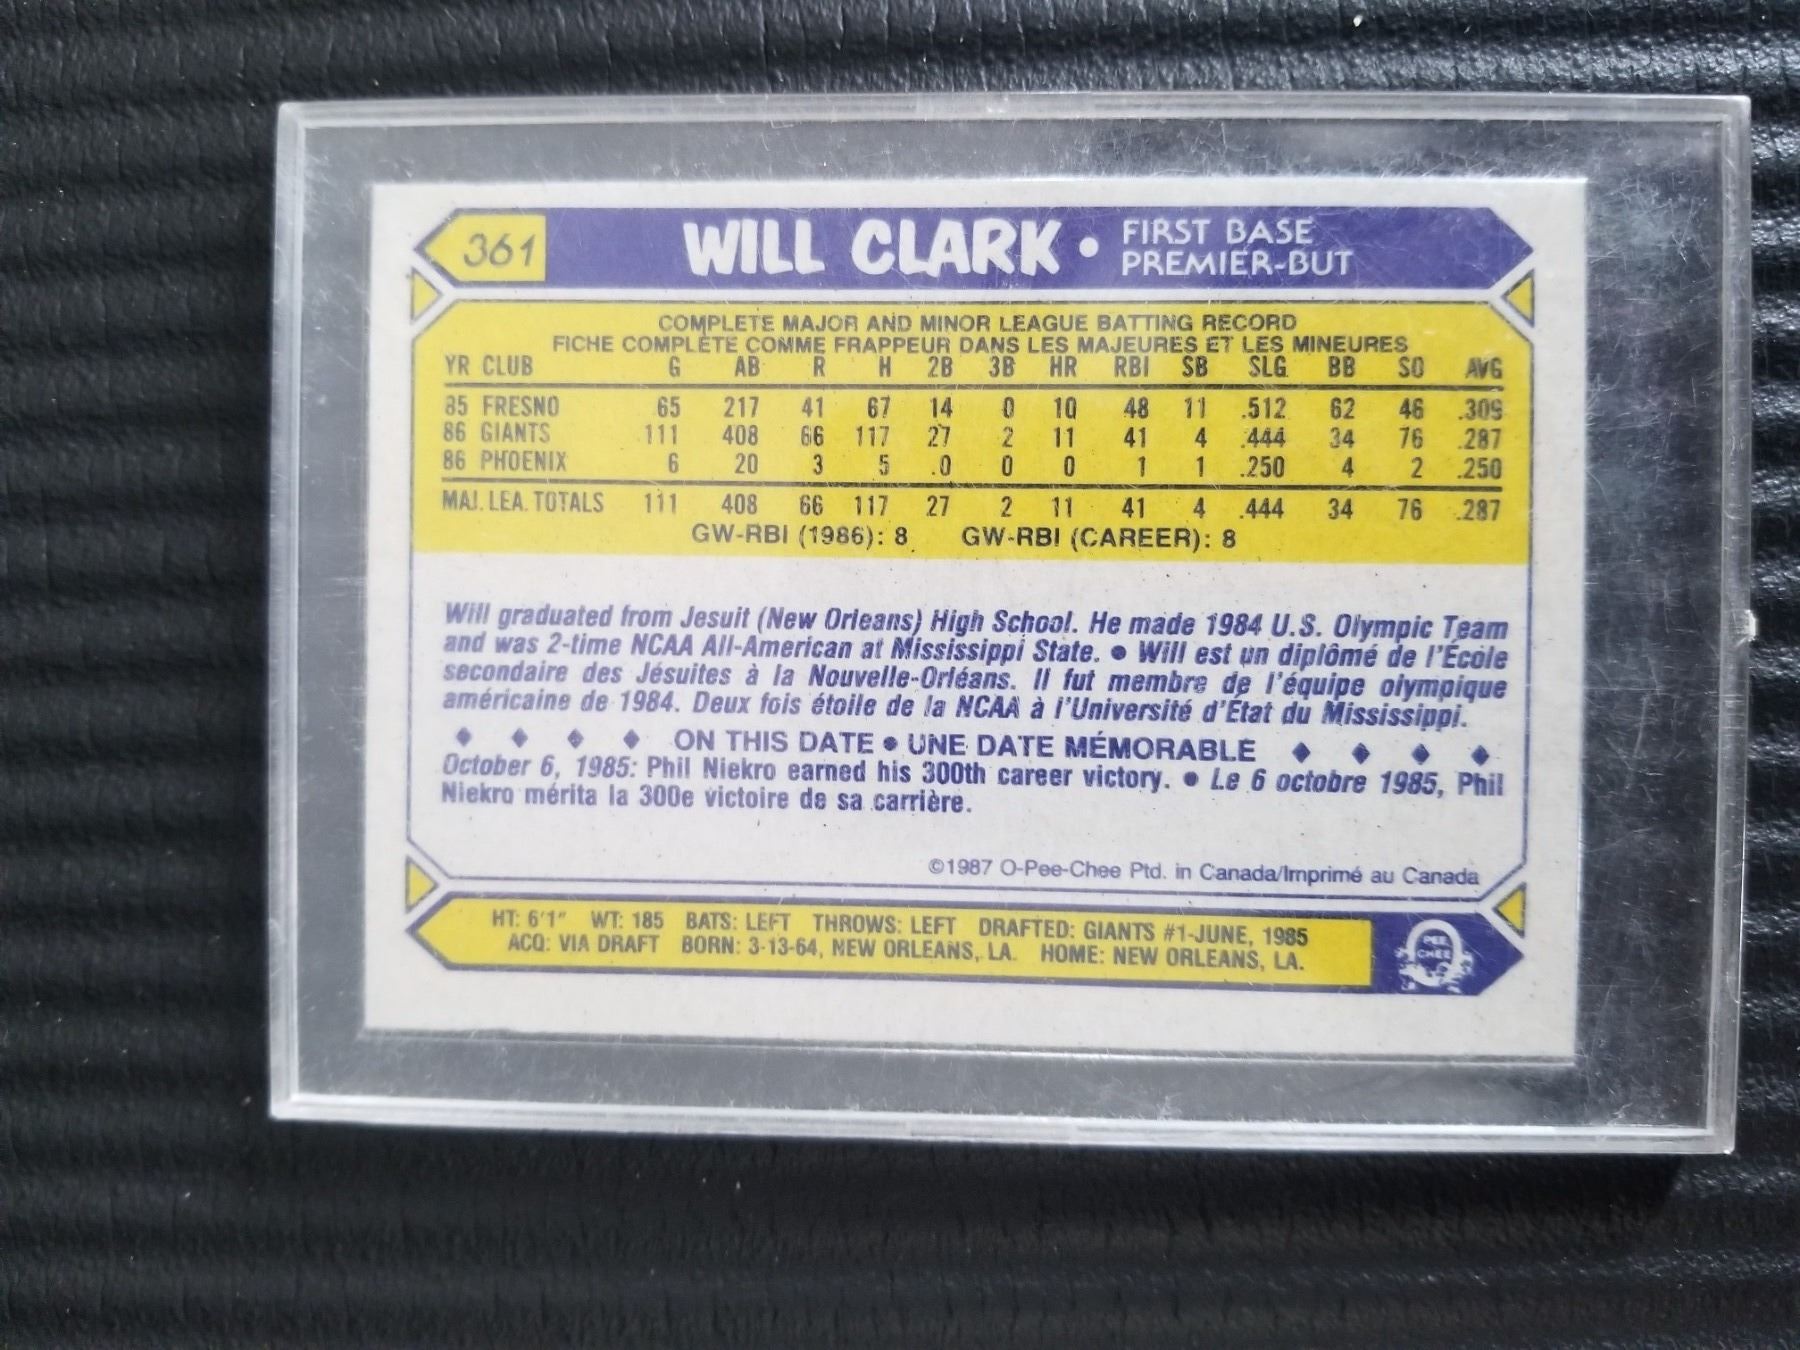 361 WILL CLARK • FIRST BASE
PREMIER-BUT
COMPLETE MAJOR AND MINOR LEAGUE BATTING RECORD
FICHE COMPLÈTE COMME FRAPPEUR DANS LES MAJEURES ET LES MINEURES
YR CLUB G AB R H 2B 3B HR RBI SB SLG BB SO AVG
85 FRESNO 65 217 41 67 14 0 10 48 11 .512 62 46 .309
86 GIANTS 111 408 66 117 27 2 11 41 4 .444 34 76 .287
86 PHOENIX 6 20 3 5 .0 0 0 1 1 .250 4 2 .250
MAJ. LEA. TOTALS 111 408 66 117 27 2 11 41 4 .444 34 76 .287
GW-RBI (1986): 8 GW-RBI (CAREER): 8
Will graduated from Jesuit (New Orleans) High School. He made 1984 U.S. Olympic Team
and was 2-time NCAA All-American at Mississippi State. • Will est un diplômé de l'École
secondaire des Jésuites à la Nouvelle-Orléans. Il fut membre de l'équipe olympique
américaine de 1984. Deux fois étoile de la NCAA à l'Université d'État du Mississippi.
♦ ♦ ♦ ♦ ON THIS DATE • UNE DATE MÉMORABLE ♦ ♦ ♦ ♦
October 6, 1985: Phil Niekro earned his 300th career victory. • Le 6 octobre 1985, Phil
Niekro mérita la 300e victoire de sa carrière.
©1987 O-Pee-Chee Ptd. in Canada/Imprimé au Canada
HT: 6'1" WT: 185 BATS: LEFT THROWS: LEFT DRAFTED: GIANTS #1-JUNE, 1985
ACQ: VIA DRAFT BORN: 3-13-64, NEW ORLEANS, LA. HOME: NEW ORLEANS, LA.
O PEE CHEE